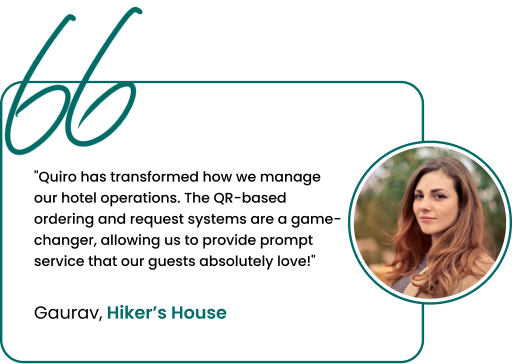 "Quiro has transformed how we manage
our hotel operations. The QR-based
ordering and request systems are a game-
changer, allowing us to provide prompt
service that our guests absolutely love!"
Gaurav, Hiker's House